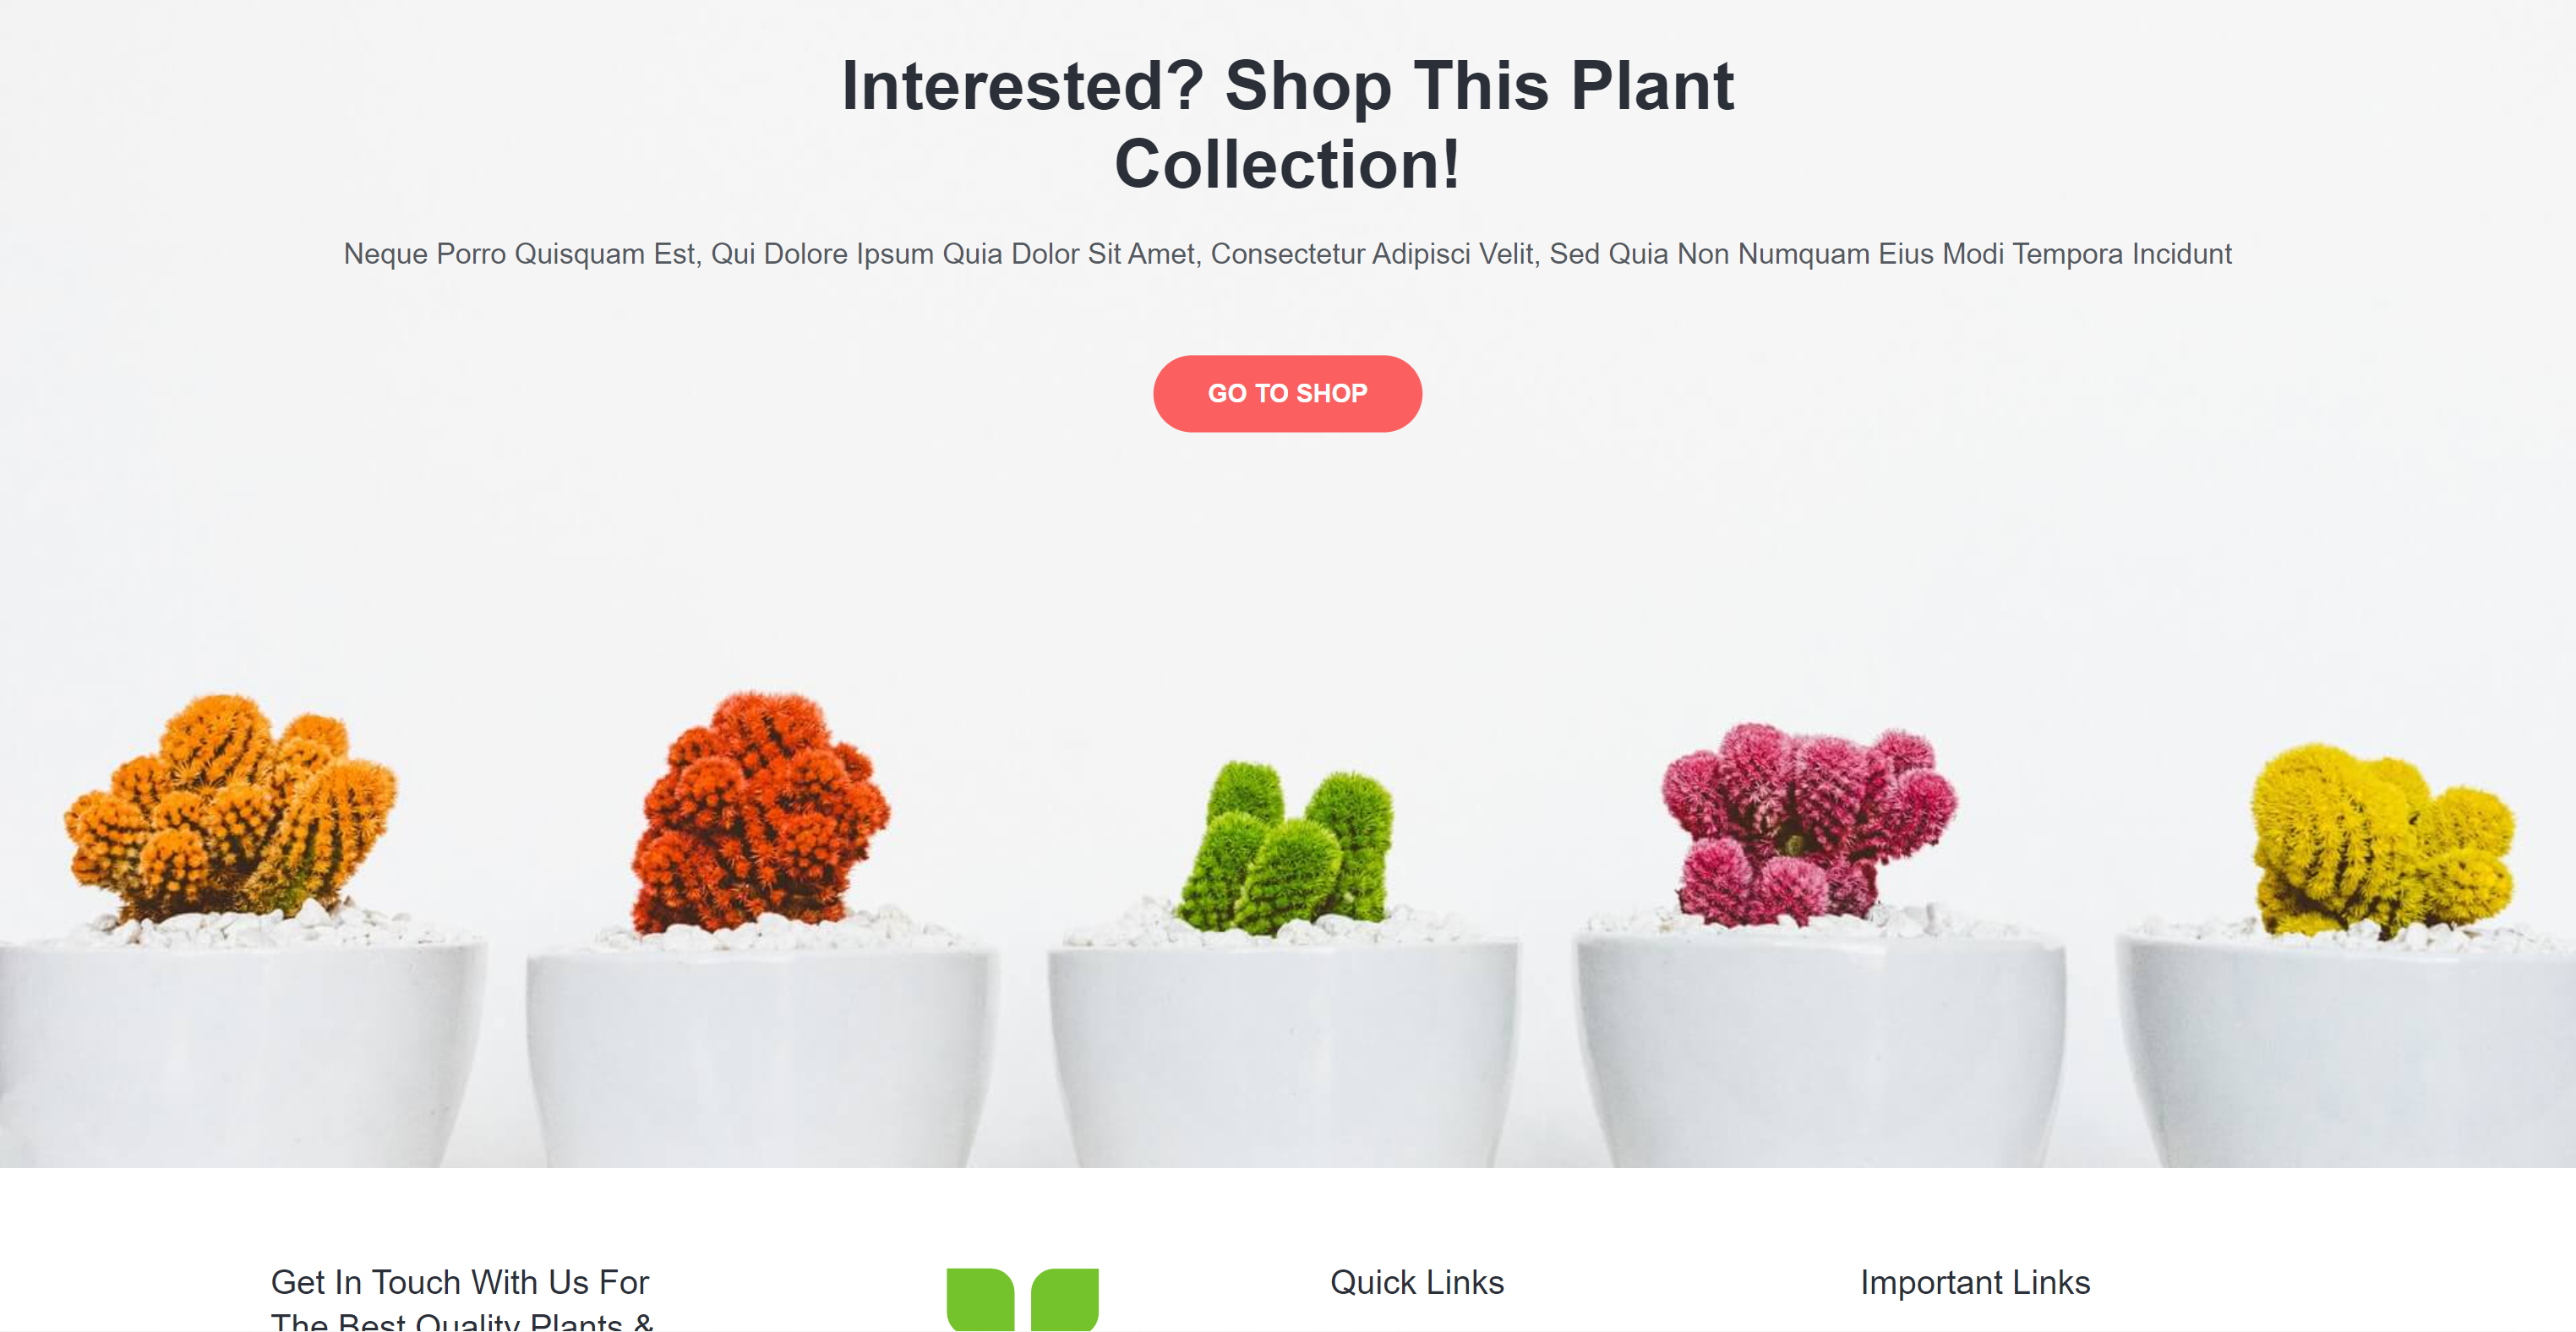 Interested? Shop This Plant
Collection!
Neque Porro Quisquam Est, Qui Dolore Ipsum Quia Dolor Sit Amet, Consectetur Adipisci Velit, Sed Quia Non Numquam Eius Modi Tempora Incidunt
GO TO SHOP
Get In Touch With Us For
The Best Quality Plants &
Quick Links
Important Links